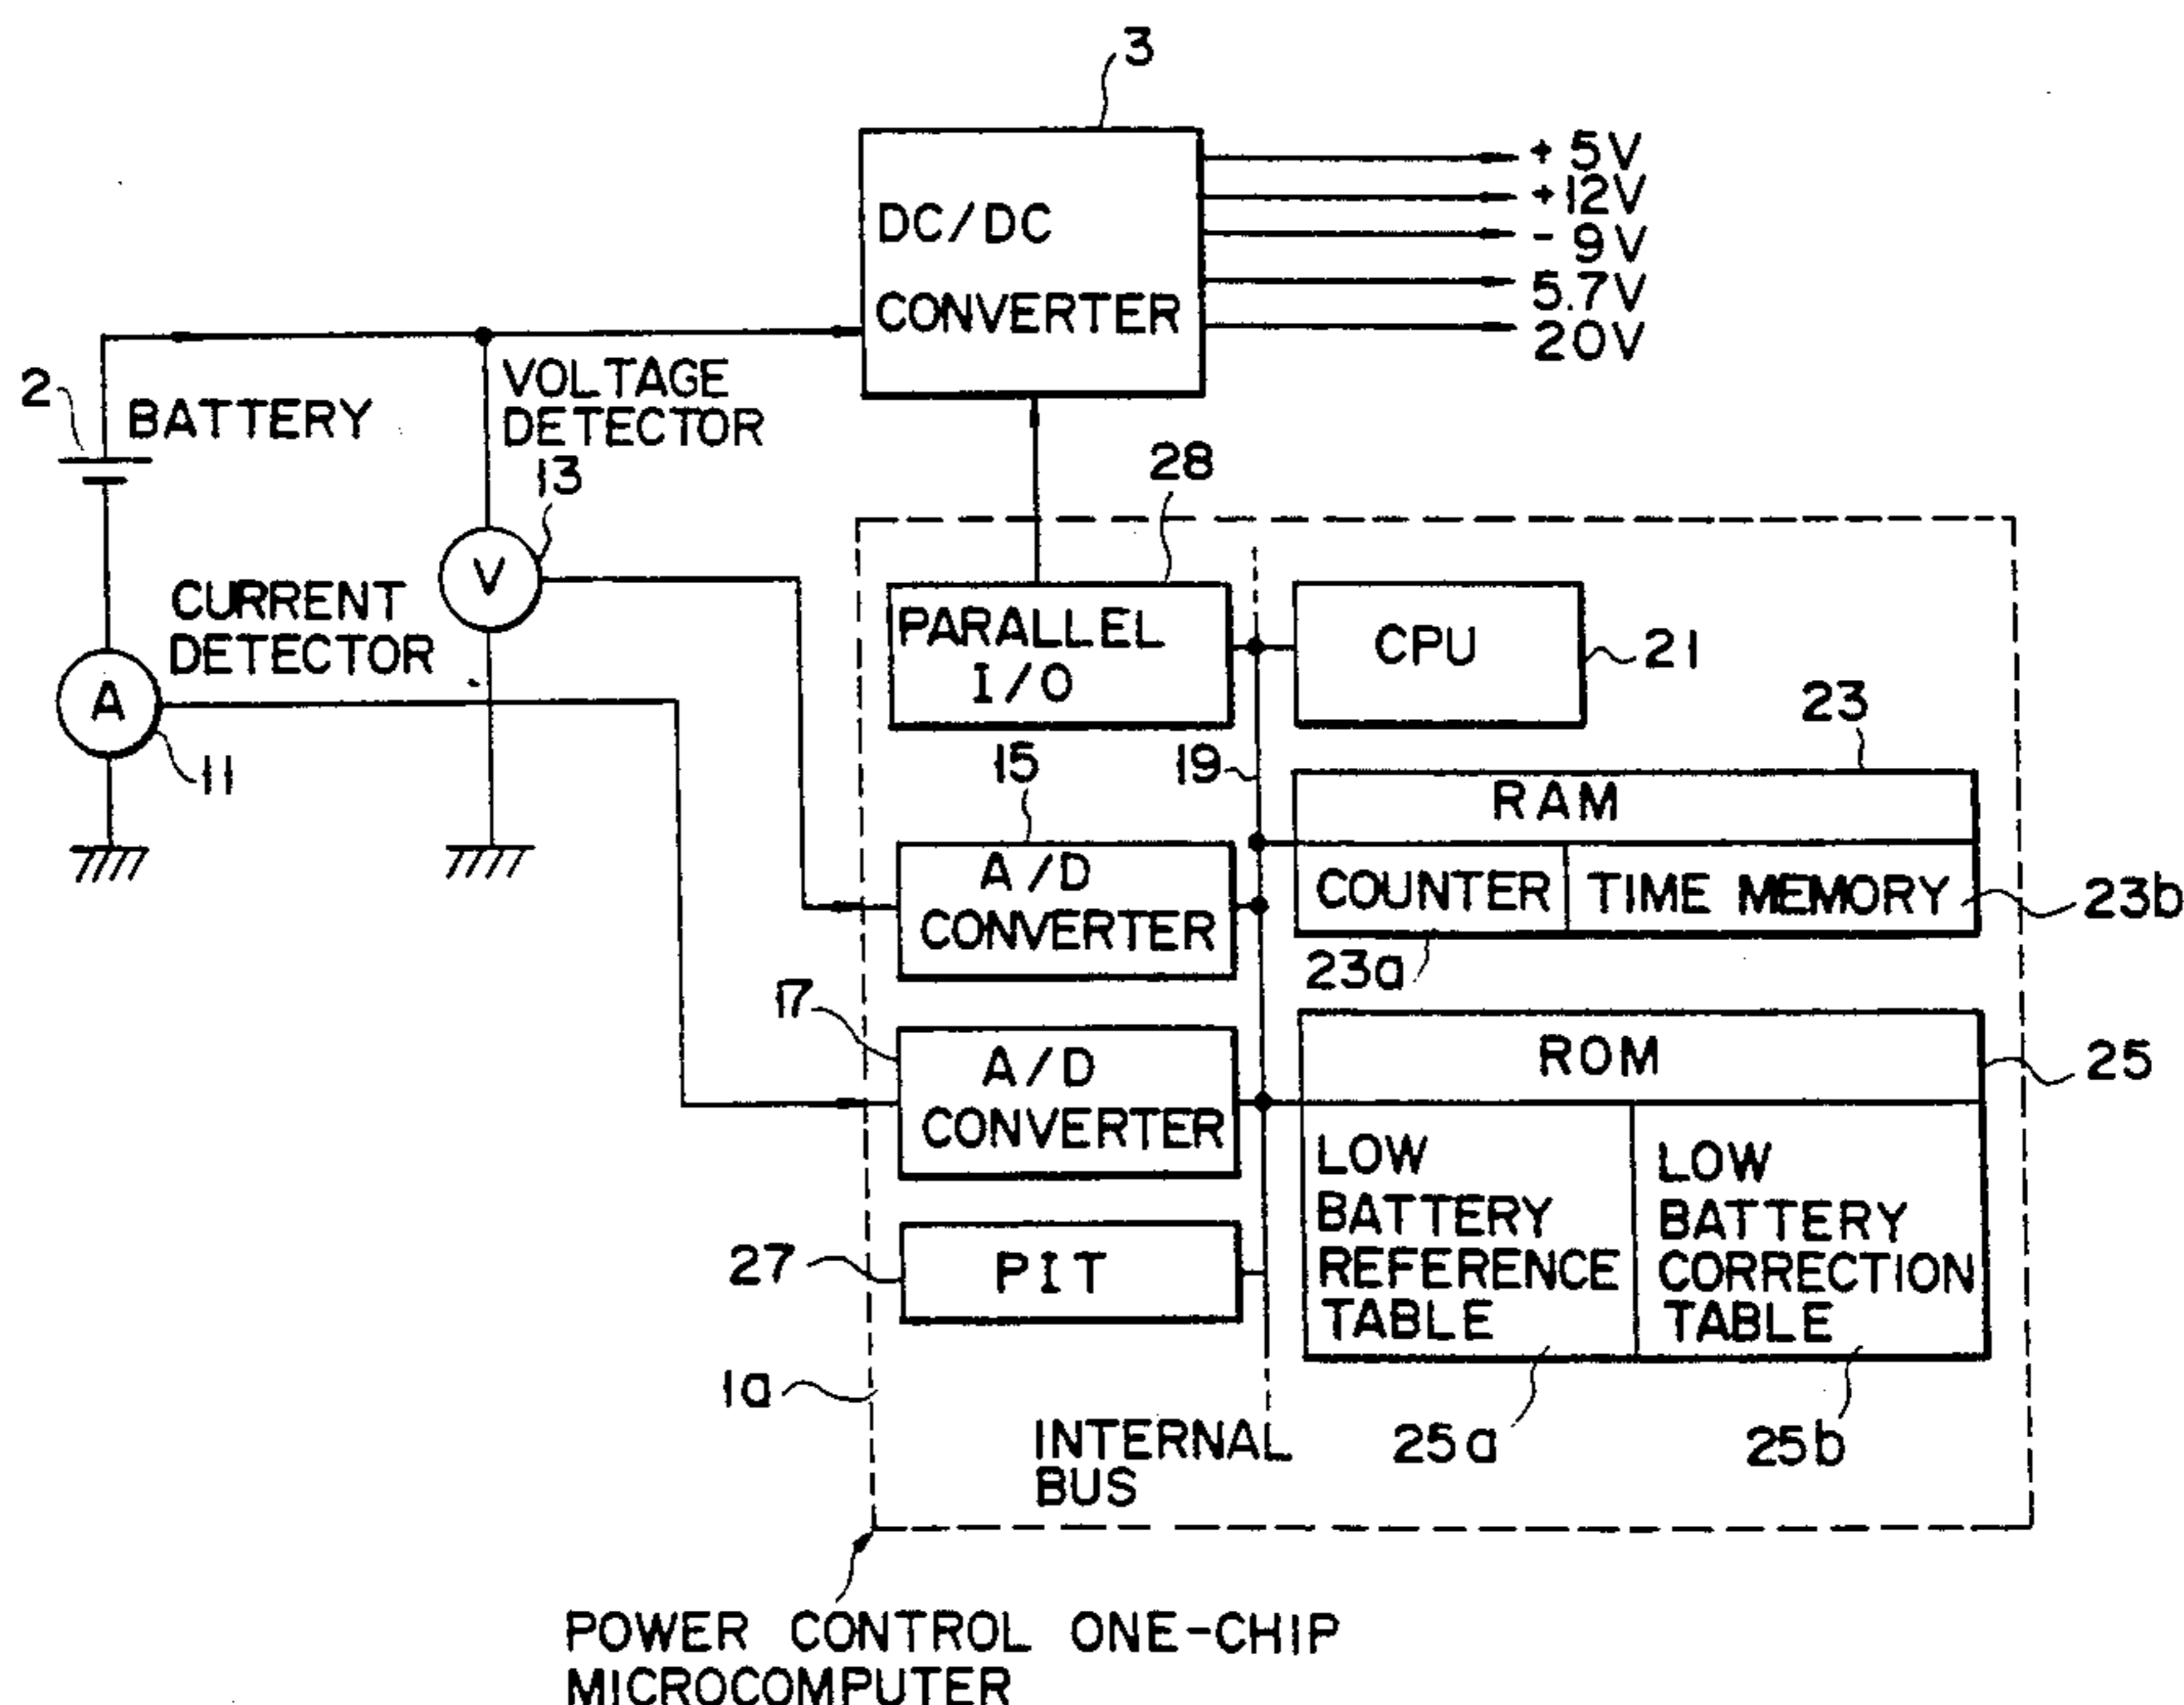 3
DC/DC
CONVERTER
+ 5V
+12V
- 9V
5.7V
20V
2
BATTERY
VOLTAGE
DETECTOR
13
V
CURRENT
DETECTOR
A
11
28
PARALLEL
I/O
CPU
21
15
19
23
RAM
COUNTER
TIME MEMORY
23b
23a
A/D
CONVERTER
17
A/D
CONVERTER
ROM
25
LOW
BATTERY
REFERENCE
TABLE
LOW
BATTERY
CORRECTION
TABLE
27
PIT
1a
25a
25b
INTERNAL
BUS
POWER CONTROL ONE-CHIP
MICROCOMPUTER